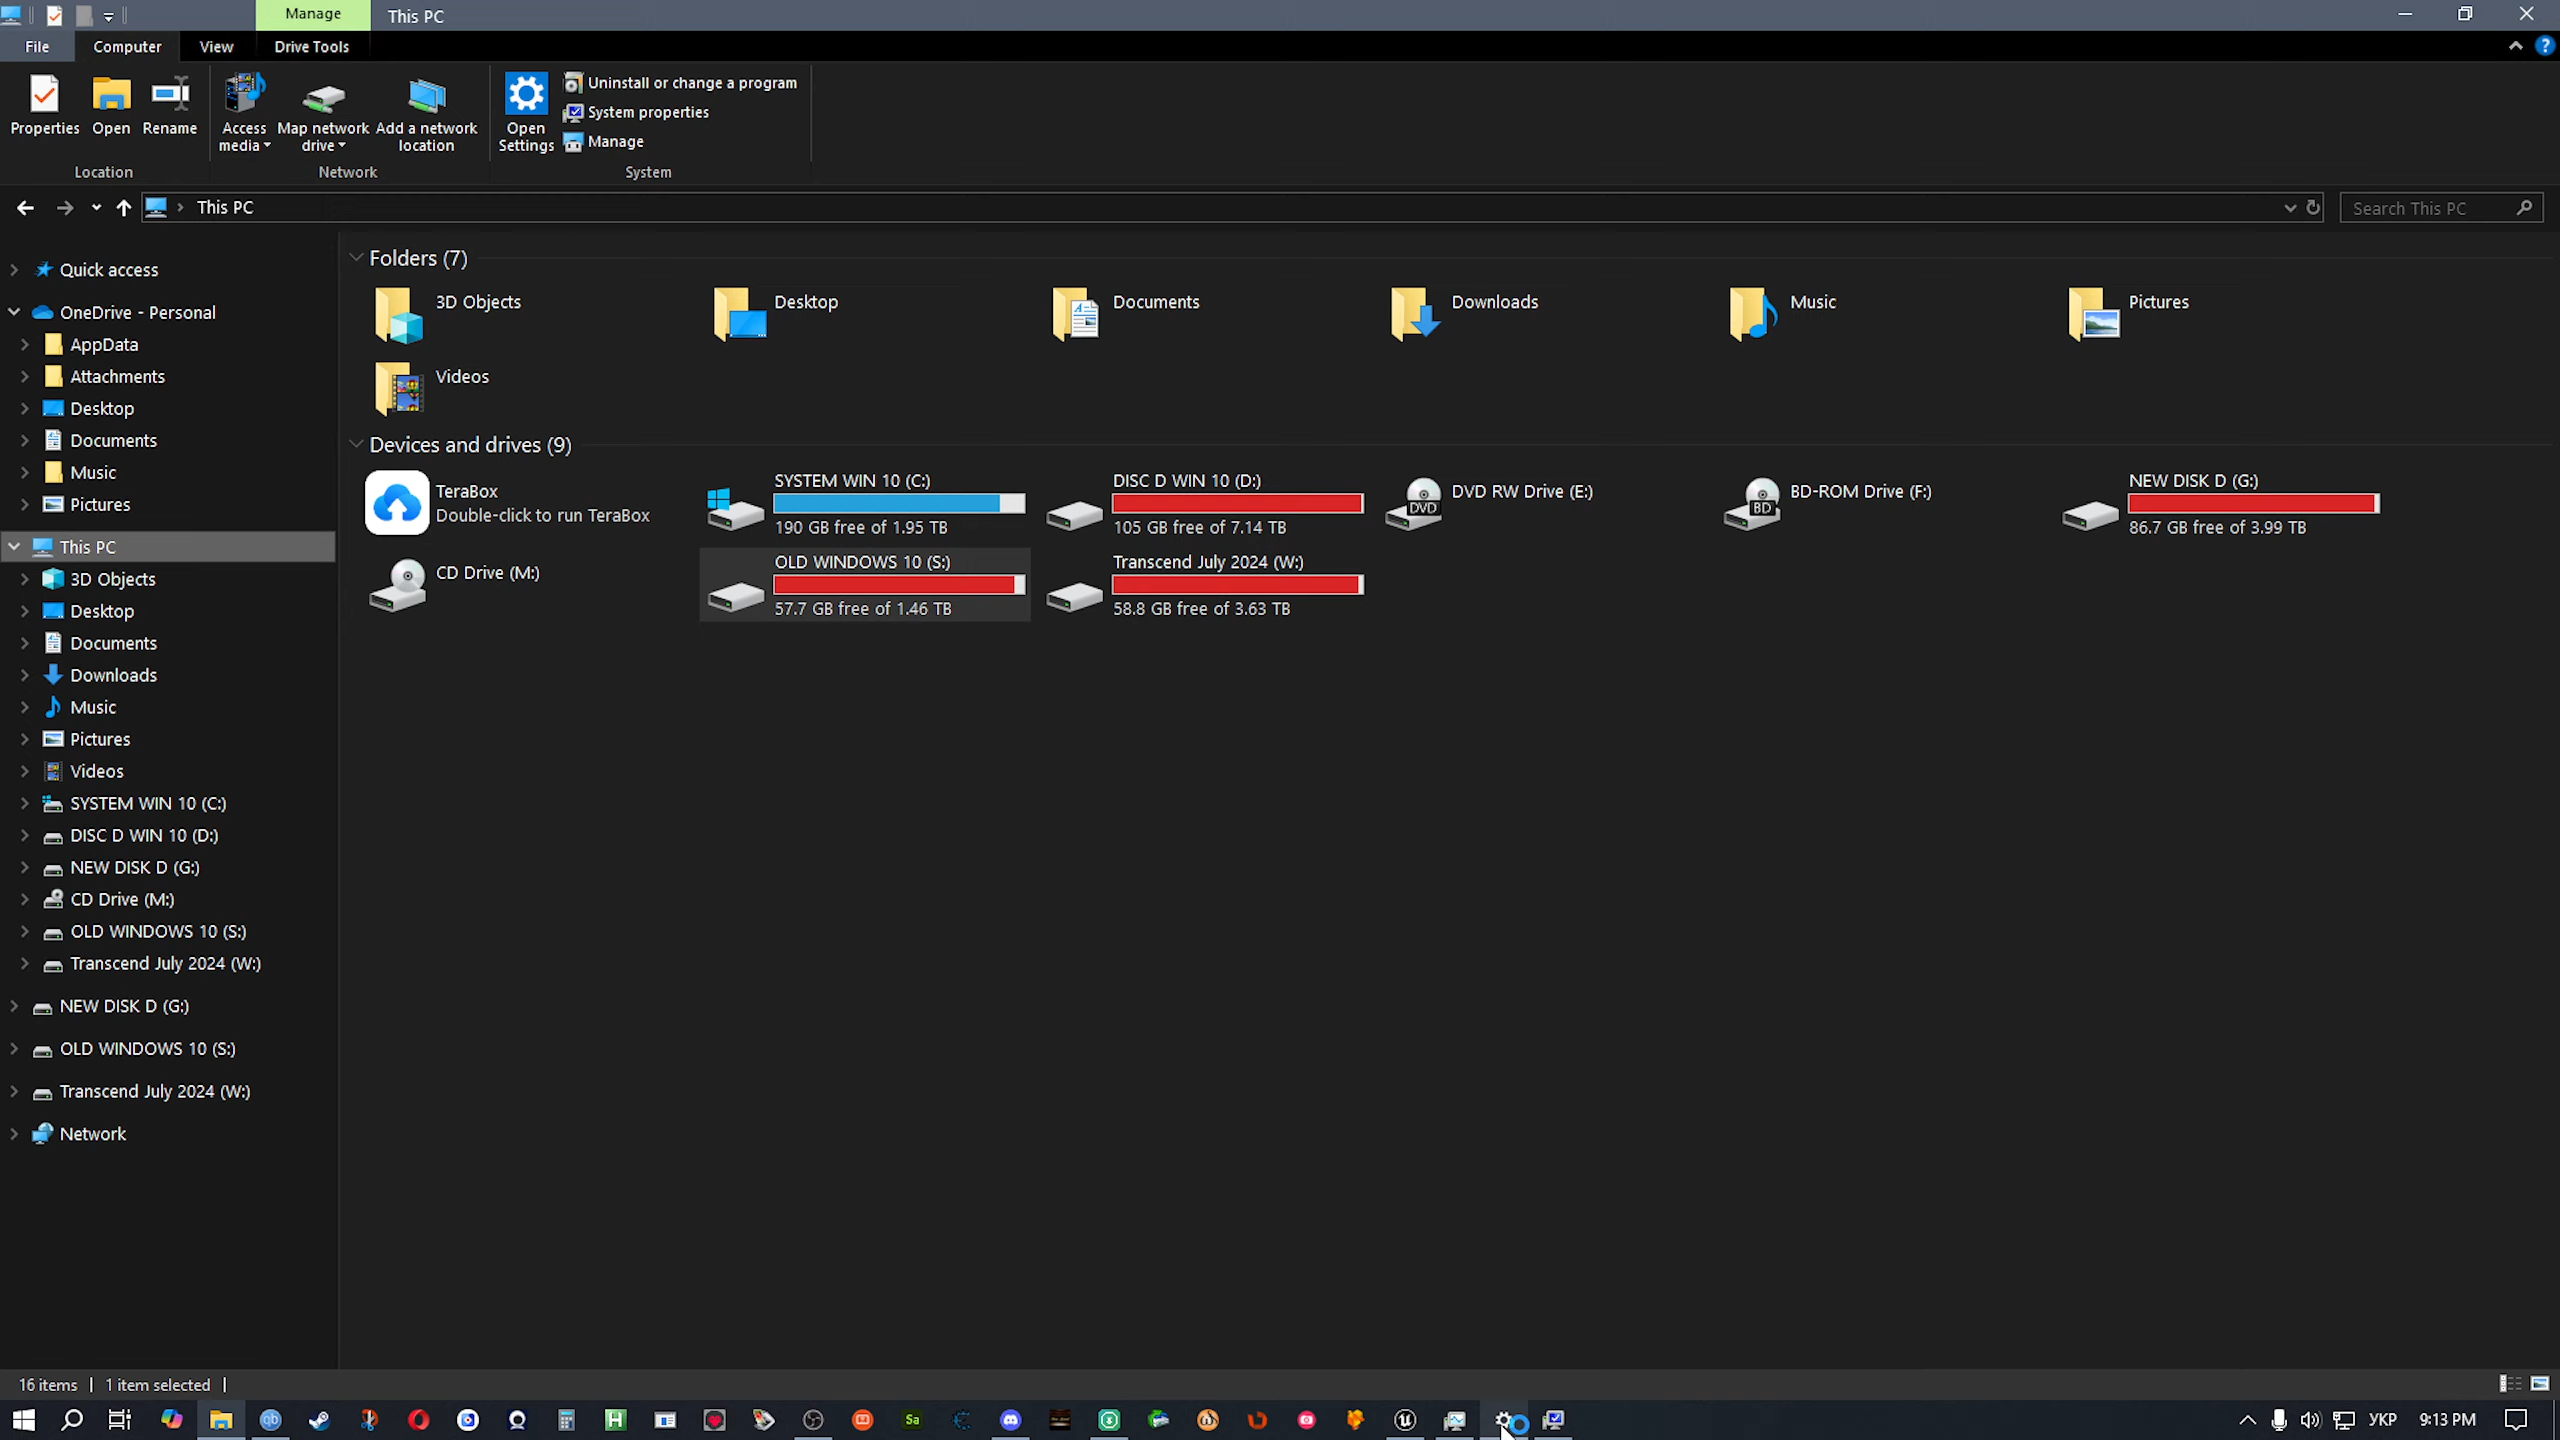 Manage
This PC
File
Computer
View
Drive Tools
Properties
Open
Rename
Access media
Map network drive
Add a network location
Open Settings
Uninstall or change a program
System properties
Manage
Location
Network
System
This PC
Search This PC
Quick access
OneDrive - Personal
AppData
Attachments
Desktop
Documents
Music
Pictures
This PC
3D Objects
Desktop
Documents
Downloads
Music
Pictures
Videos
SYSTEM WIN 10 (C:)
DISC D WIN 10 (D:)
NEW DISK D (G:)
CD Drive (M:)
OLD WINDOWS 10 (S:)
Transcend July 2024 (W:)
NEW DISK D (G:)
OLD WINDOWS 10 (S:)
Transcend July 2024 (W:)
Network
Folders (7)
3D Objects
Desktop
Documents
Downloads
Music
Pictures
Videos
Devices and drives (9)
TeraBox
Double-click to run TeraBox
SYSTEM WIN 10 (C:)
190 GB free of 1.95 TB
DISC D WIN 10 (D:)
105 GB free of 7.14 TB
DVD RW Drive (E:)
DVD
BD-ROM Drive (F:)
BD
NEW DISK D (G:)
86.7 GB free of 3.99 TB
CD Drive (M:)
OLD WINDOWS 10 (S:)
57.7 GB free of 1.46 TB
Transcend July 2024 (W:)
58.8 GB free of 3.63 TB
16 items
1 item selected
qb
H
Sa
УКР
9:13 PM